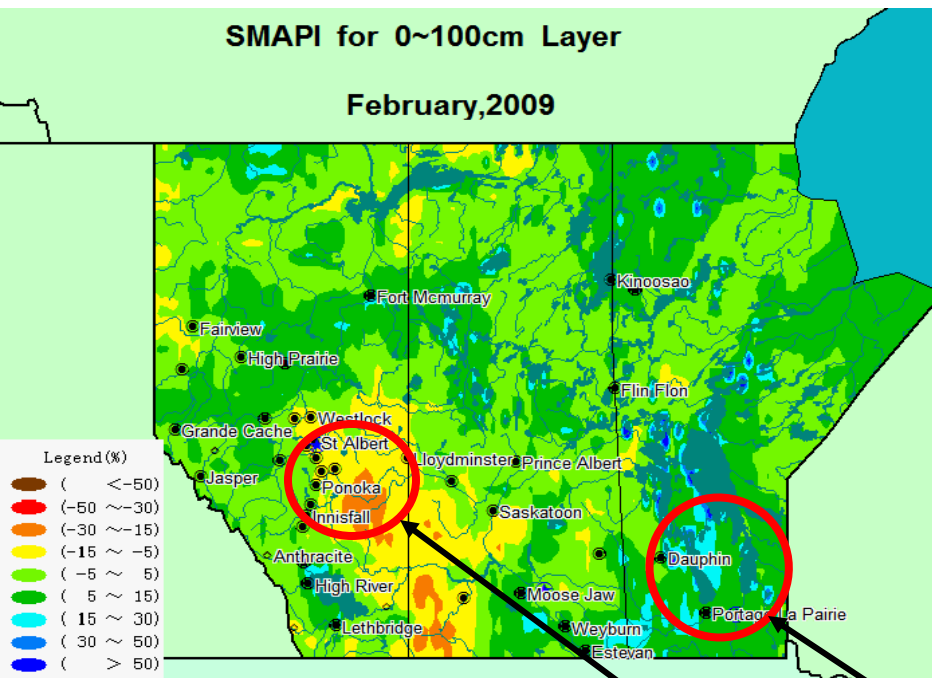 SMAPI for 0~100cm Layer
February,2009
Kinoosao
Fort Mcmurray
Fairview
High Prairie
Flin Flon
Westlock
Grande Cache
St Albert
Lloydminster
Prince Albert
Jasper
Ponoka
Innisfall
Saskatoon
Anthracite
Dauphin
High River
Moose Jaw
Portage La Pairie
Lethbridge
Weyburn
Estevan
Legend(%)
( <-50)
(-50 ~-30)
(-30 ~-15)
(-15 ~ -5)
( -5 ~ 5)
( 5 ~ 15)
( 15 ~ 30)
( 30 ~ 50)
( > 50)